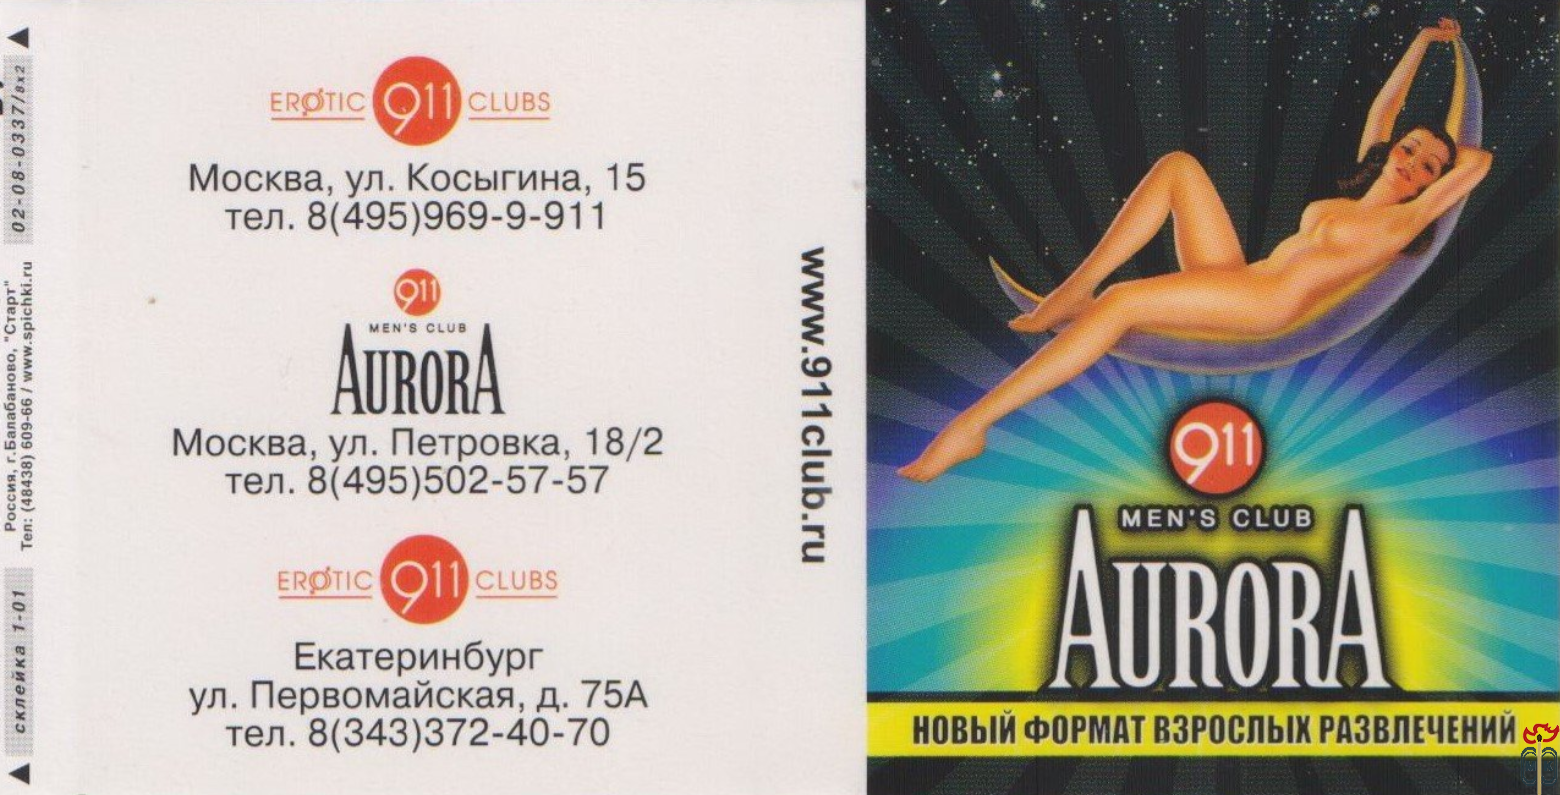 EROTIC 911 CLUBS
Москва, ул. Косыгина, 15
тел. 8(495)969-9-911
911
MEN'S CLUB
AURORA
Москва, ул. Петровка, 18/2
тел. 8(495)502-57-57
EROTIC 911 CLUBS
Екатеринбург
ул. Первомайская, д. 75А
тел. 8(343)372-40-70
www.911club.ru
911
MEN'S CLUB
AURORA
НОВЫЙ ФОРМАТ ВЗРОСЛЫХ РАЗВЛЕЧЕНИЙ
склейка 1-01
Россия, г.Балабаново, "Старт"
Тел: (48438) 609-66 / www.spichki.ru
02-08-0337/вх2